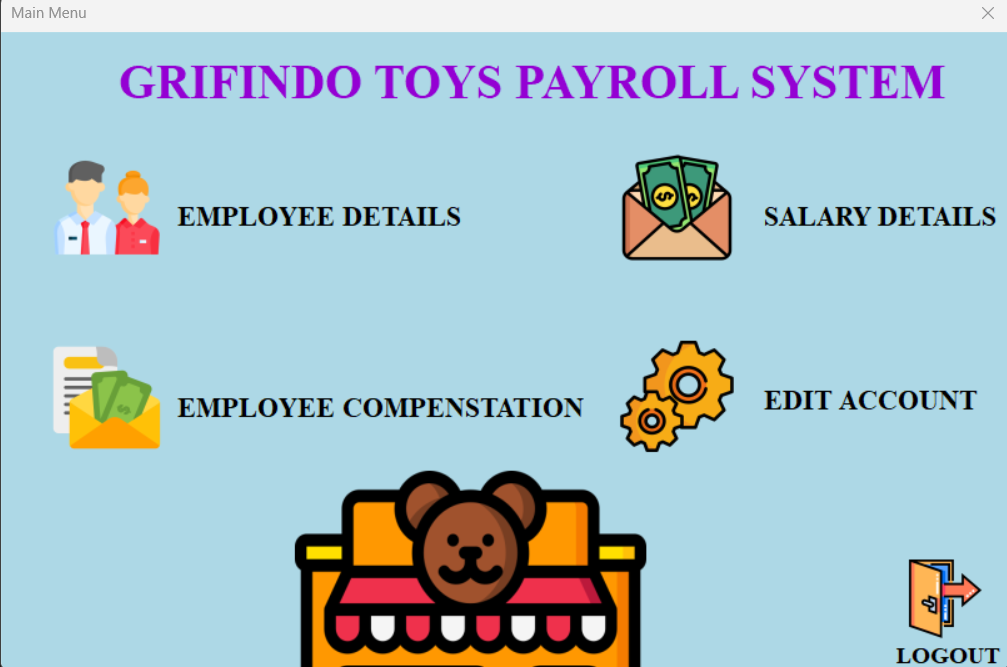 Main Menu
GRIFINDO TOYS PAYROLL SYSTEM
EMPLOYEE DETAILS
SALARY DETAILS
EMPLOYEE COMPENSTATION
EDIT ACCOUNT
LOGOUT